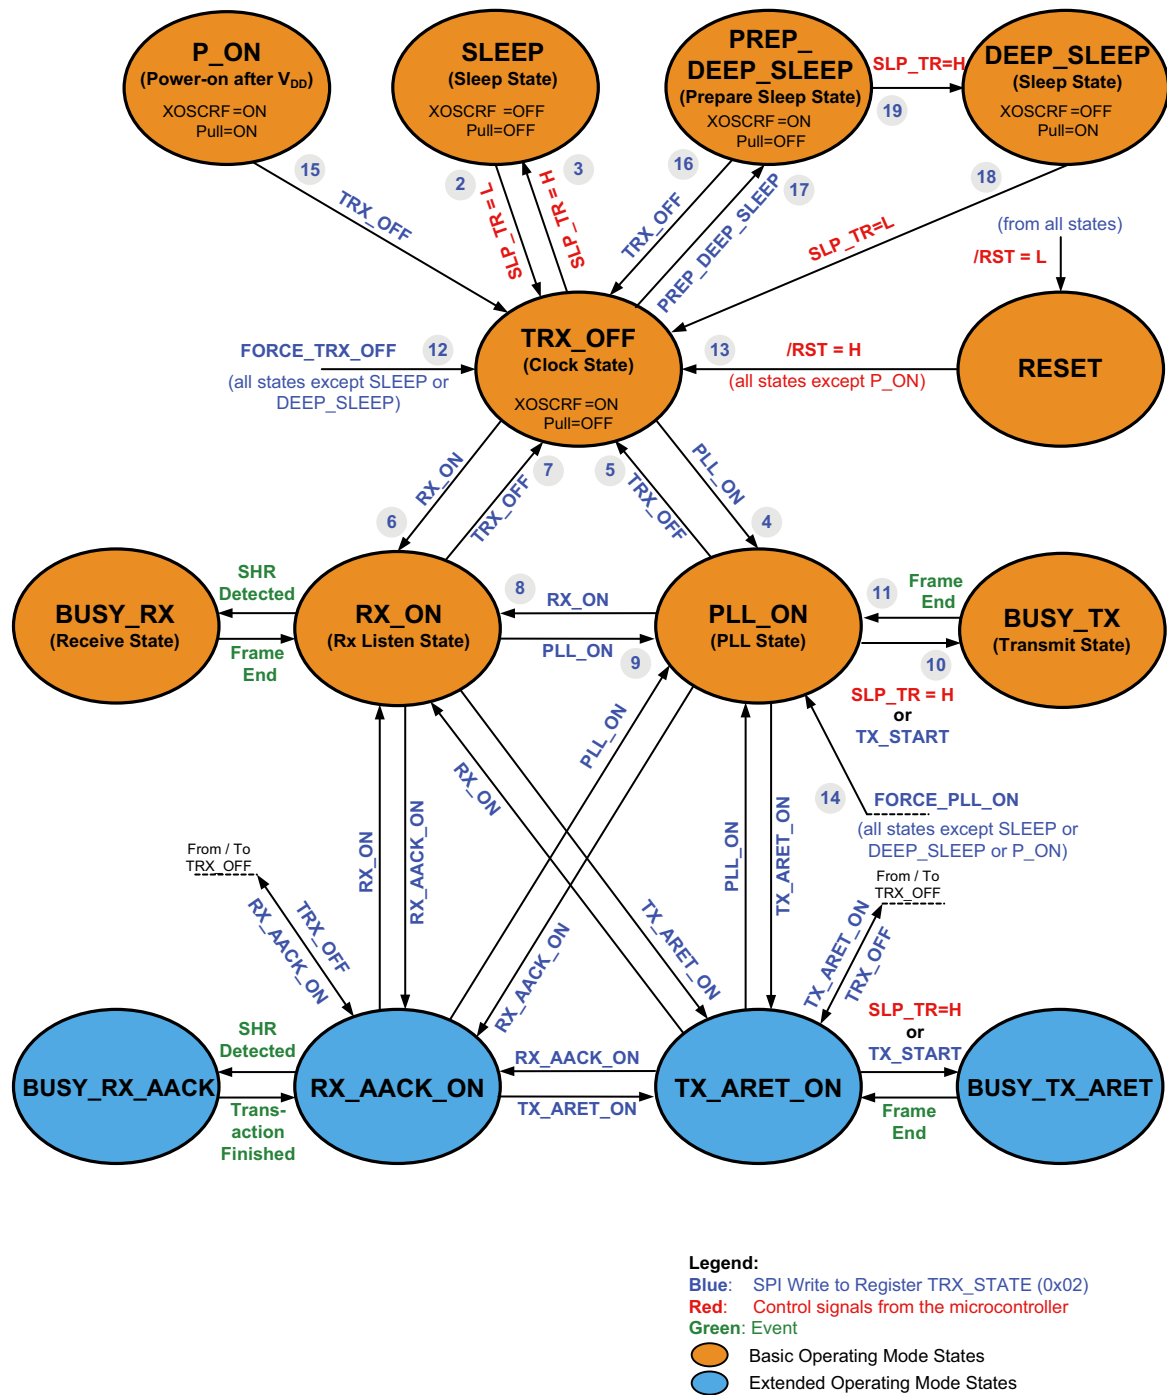 P_ON
(Power-on after VDD)
XOSCRF=ON
Pull=ON
SLEEP
(Sleep State)
XOSCRF =OFF
Pull=OFF
PREP_
DEEP_SLEEP
(Prepare Sleep State)
XOSCRF=ON
Pull=OFF
SLP_TR=H
19
DEEP_SLEEP
(Sleep State)
XOSCRF=OFF
Pull=ON
15
TRX_OFF
2
SLP_TR = L
3
SLP_TR = H
16
TRX_OFF
17
PREP_DEEP_SLEEP
18
SLP_TR=L
(from all states)
/RST = L
FORCE_TRX_OFF
12
(all states except SLEEP or
DEEP_SLEEP)
TRX_OFF
(Clock State)
XOSCRF=ON
Pull=OFF
13
/RST = H
(all states except P_ON)
RESET
RX_ON
6
7
TRX_OFF
5
TRX_OFF
PLL_ON
4
BUSY_RX
(Receive State)
SHR
Detected
Frame
End
RX_ON
(Rx Listen State)
8
RX_ON
PLL_ON
9
PLL_ON
(PLL State)
11
Frame
End
10
SLP_TR = H
or
TX_START
BUSY_TX
(Transmit State)
14
FORCE_PLL_ON
(all states except SLEEP or
DEEP_SLEEP or P_ON)
RX_ON
RX_AACK_ON
RX_ON
PLL_ON
TX_ARET_ON
RX_AACK_ON
PLL_ON
TX_ARET_ON
From / To
TRX_OFF
TRX_OFF
RX_AACK_ON
From / To
TRX_OFF
TX_ARET_ON
TRX_OFF
BUSY_RX_AACK
SHR
Detected
Trans-
action
Finished
RX_AACK_ON
RX_AACK_ON
TX_ARET_ON
TX_ARET_ON
SLP_TR=H
or
TX_START
Frame
End
BUSY_TX_ARET
Legend:
Blue: SPI Write to Register TRX_STATE (0x02)
Red: Control signals from the microcontroller
Green: Event
Basic Operating Mode States
Extended Operating Mode States